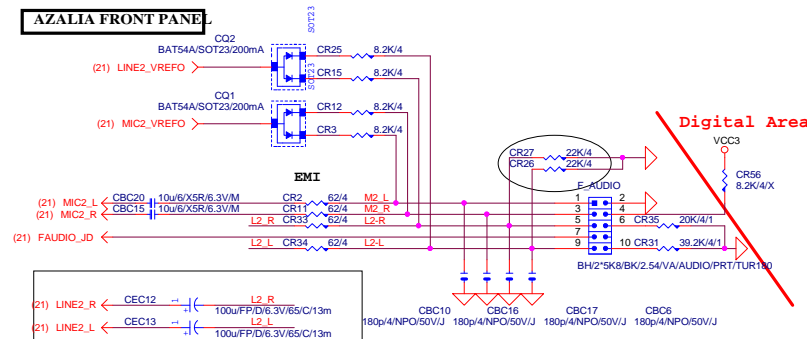 AZALIA FRONT PANEL
SOT23
CQ2
BAT54A/SOT23/200mA
CR25 8.2K/4
(21) LINE2_VREFO
CR15 8.2K/4
SOT23
CQ1
BAT54A/SOT23/200mA
CR12 8.2K/4
(21) MIC2_VREFO
CR3 8.2K/4
Digital Area
VCC3
CR27 22K/4
CR26 22K/4
CR56
8.2K/4/X
EMI
F_AUDIO
(21) MIC2_L CBC20 10u/6/X5R/6.3V/M CR2 62/4 M2_L 1 2
(21) MIC2_R CBC15 10u/6/X5R/6.3V/M CR11 62/4 M2_R 3 4
L2_R CR33 62/4 L2-R 5 6 CR35 20K/4/1
(21) FAUDIO_JD 7
L2_L CR34 62/4 L2-L 9 10 CR31 39.2K/4/1
BH/2*5K8/BK/2.54/VA/AUDIO/PRT/TUR180
(21) LINE2_R CEC12 1 + L2_R
100u/FP/D/6.3V/65/C/13m
(21) LINE2_L CEC13 1 + L2_L
100u/FP/D/6.3V/65/C/13m
CBC10 CBC16 CBC17 CBC6
180p/4/NPO/50V/J 180p/4/NPO/50V/J 180p/4/NPO/50V/J 180p/4/NPO/50V/J